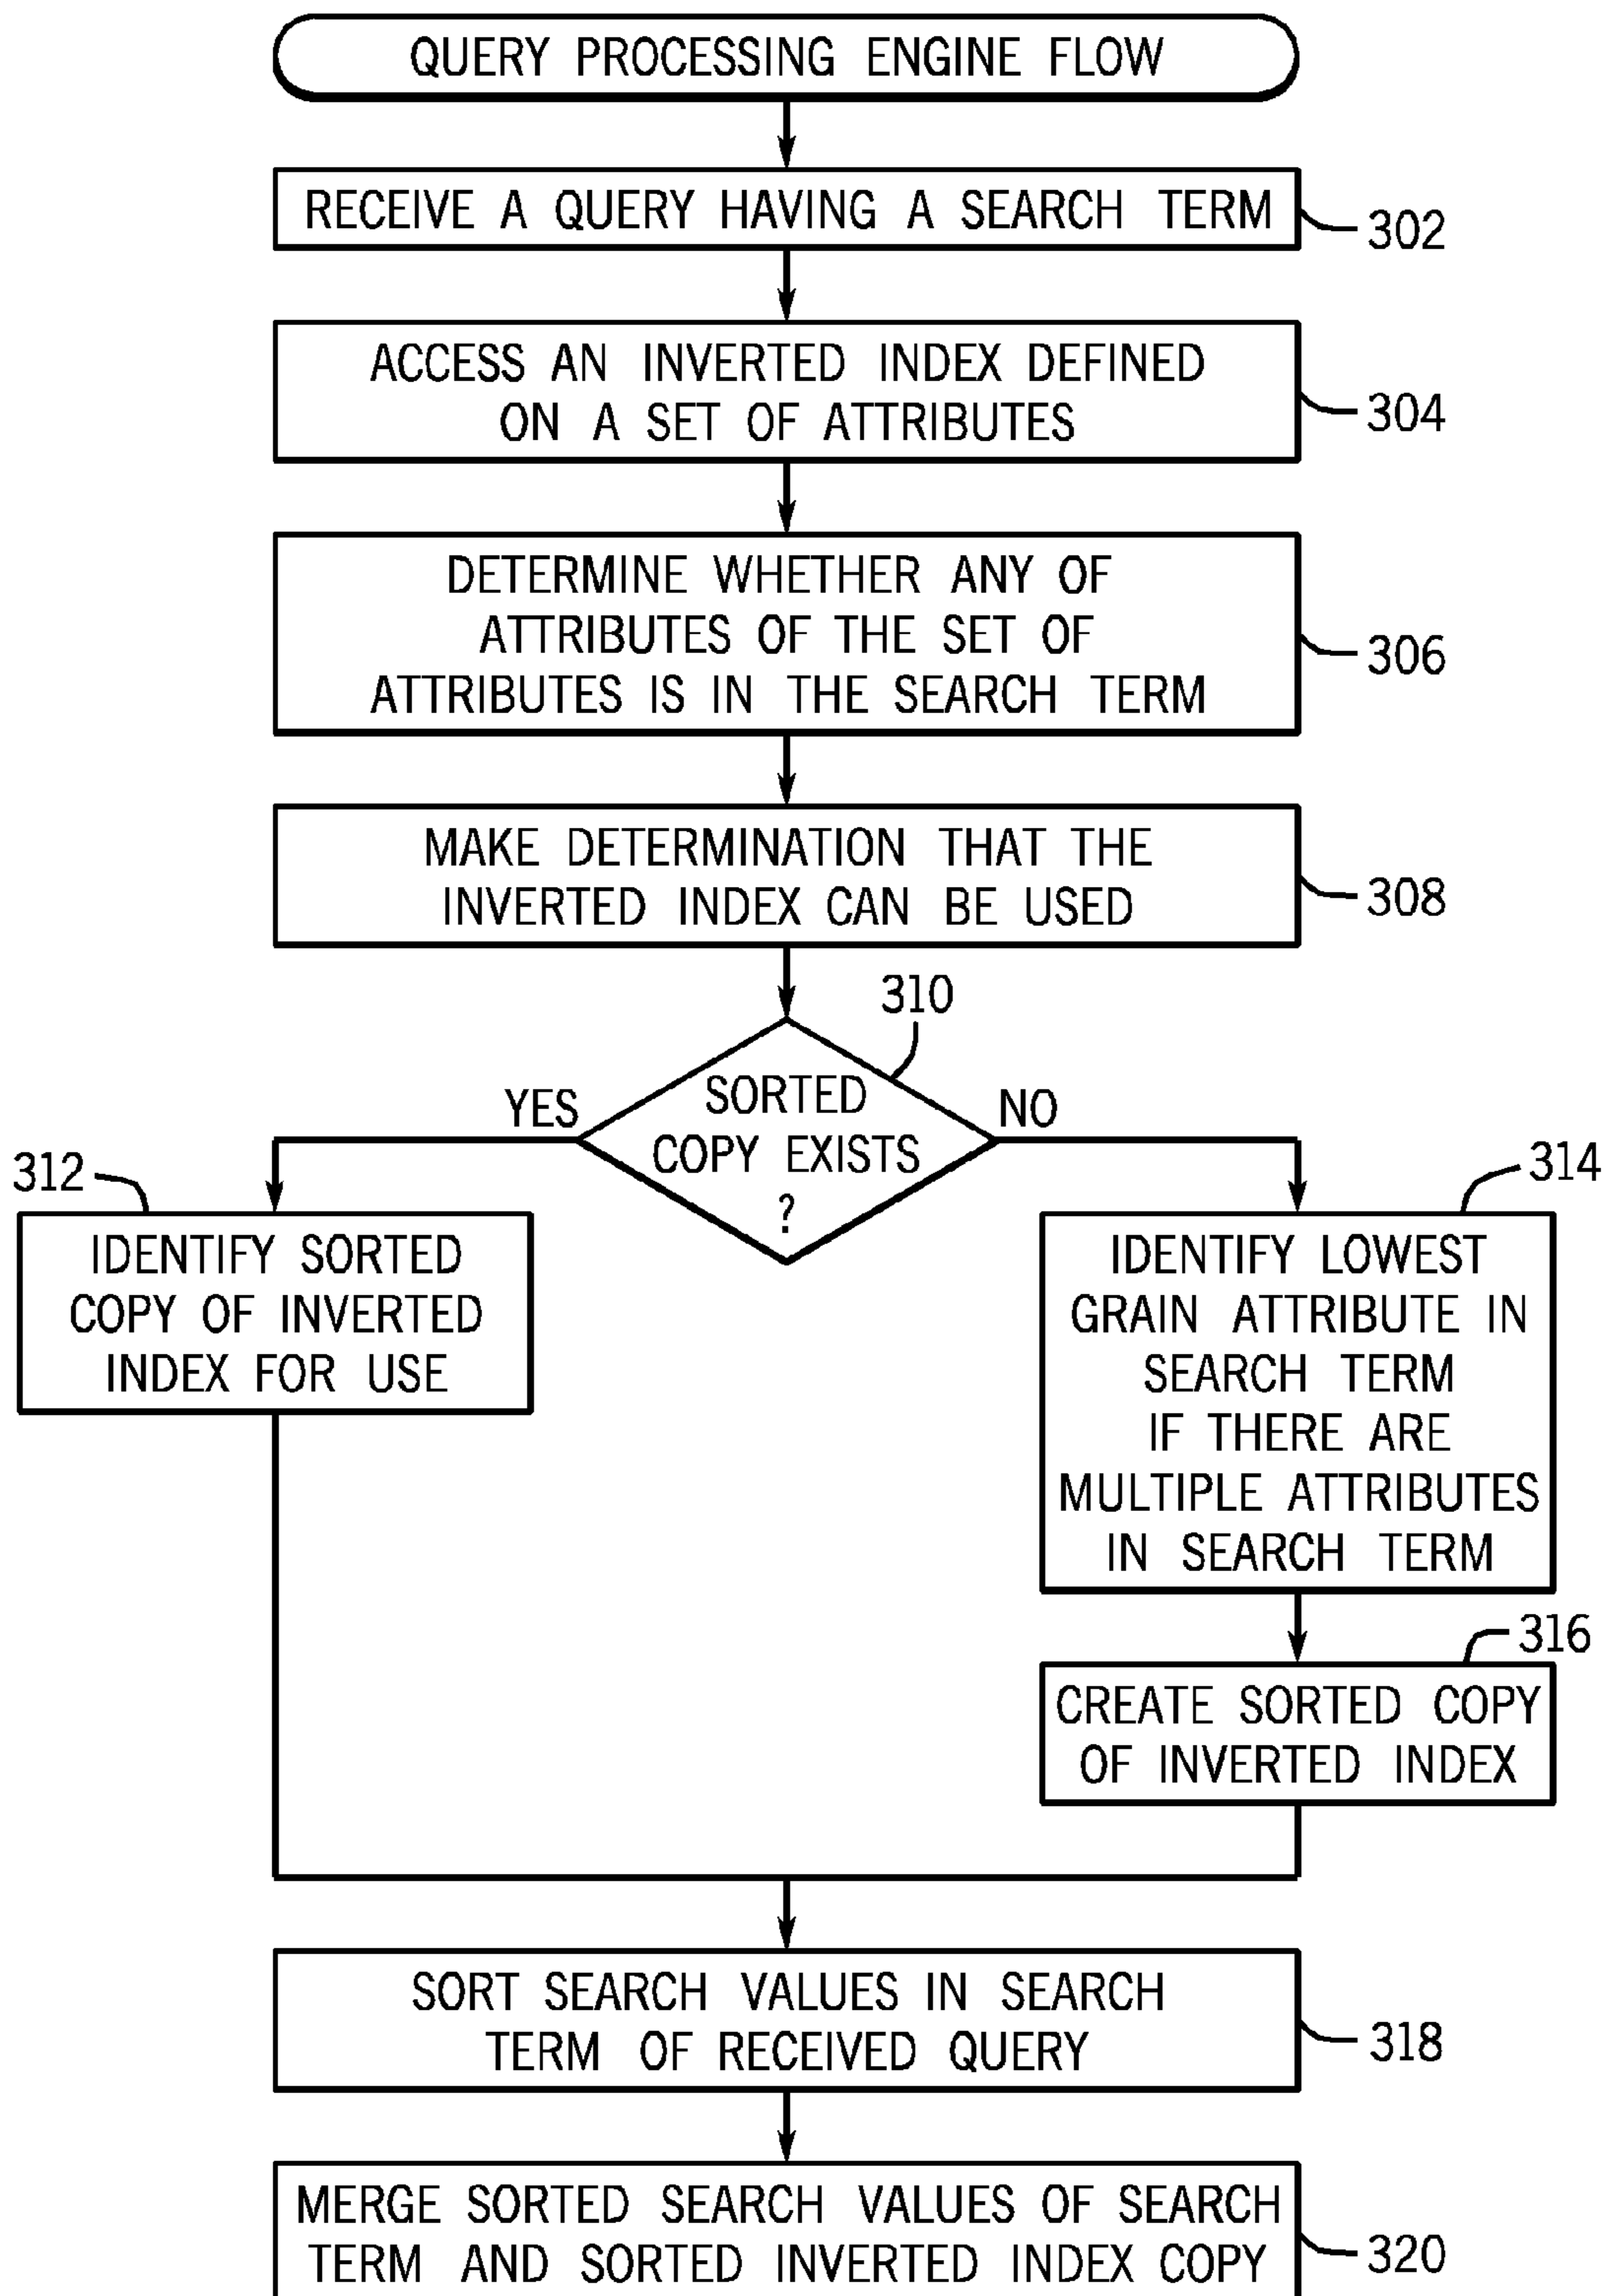 QUERY PROCESSING ENGINE FLOW
RECEIVE A QUERY HAVING A SEARCH TERM
302
ACCESS AN INVERTED INDEX DEFINED
ON A SET OF ATTRIBUTES
304
DETERMINE WHETHER ANY OF
ATTRIBUTES OF THE SET OF
ATTRIBUTES IS IN THE SEARCH TERM
306
MAKE DETERMINATION THAT THE
INVERTED INDEX CAN BE USED
308
310
SORTED
COPY EXISTS
?
YES
NO
312
IDENTIFY SORTED
COPY OF INVERTED
INDEX FOR USE
314
IDENTIFY LOWEST
GRAIN ATTRIBUTE IN
SEARCH TERM
IF THERE ARE
MULTIPLE ATTRIBUTES
IN SEARCH TERM
316
CREATE SORTED COPY
OF INVERTED INDEX
SORT SEARCH VALUES IN SEARCH
TERM OF RECEIVED QUERY
318
MERGE SORTED SEARCH VALUES OF SEARCH
TERM AND SORTED INVERTED INDEX COPY
320